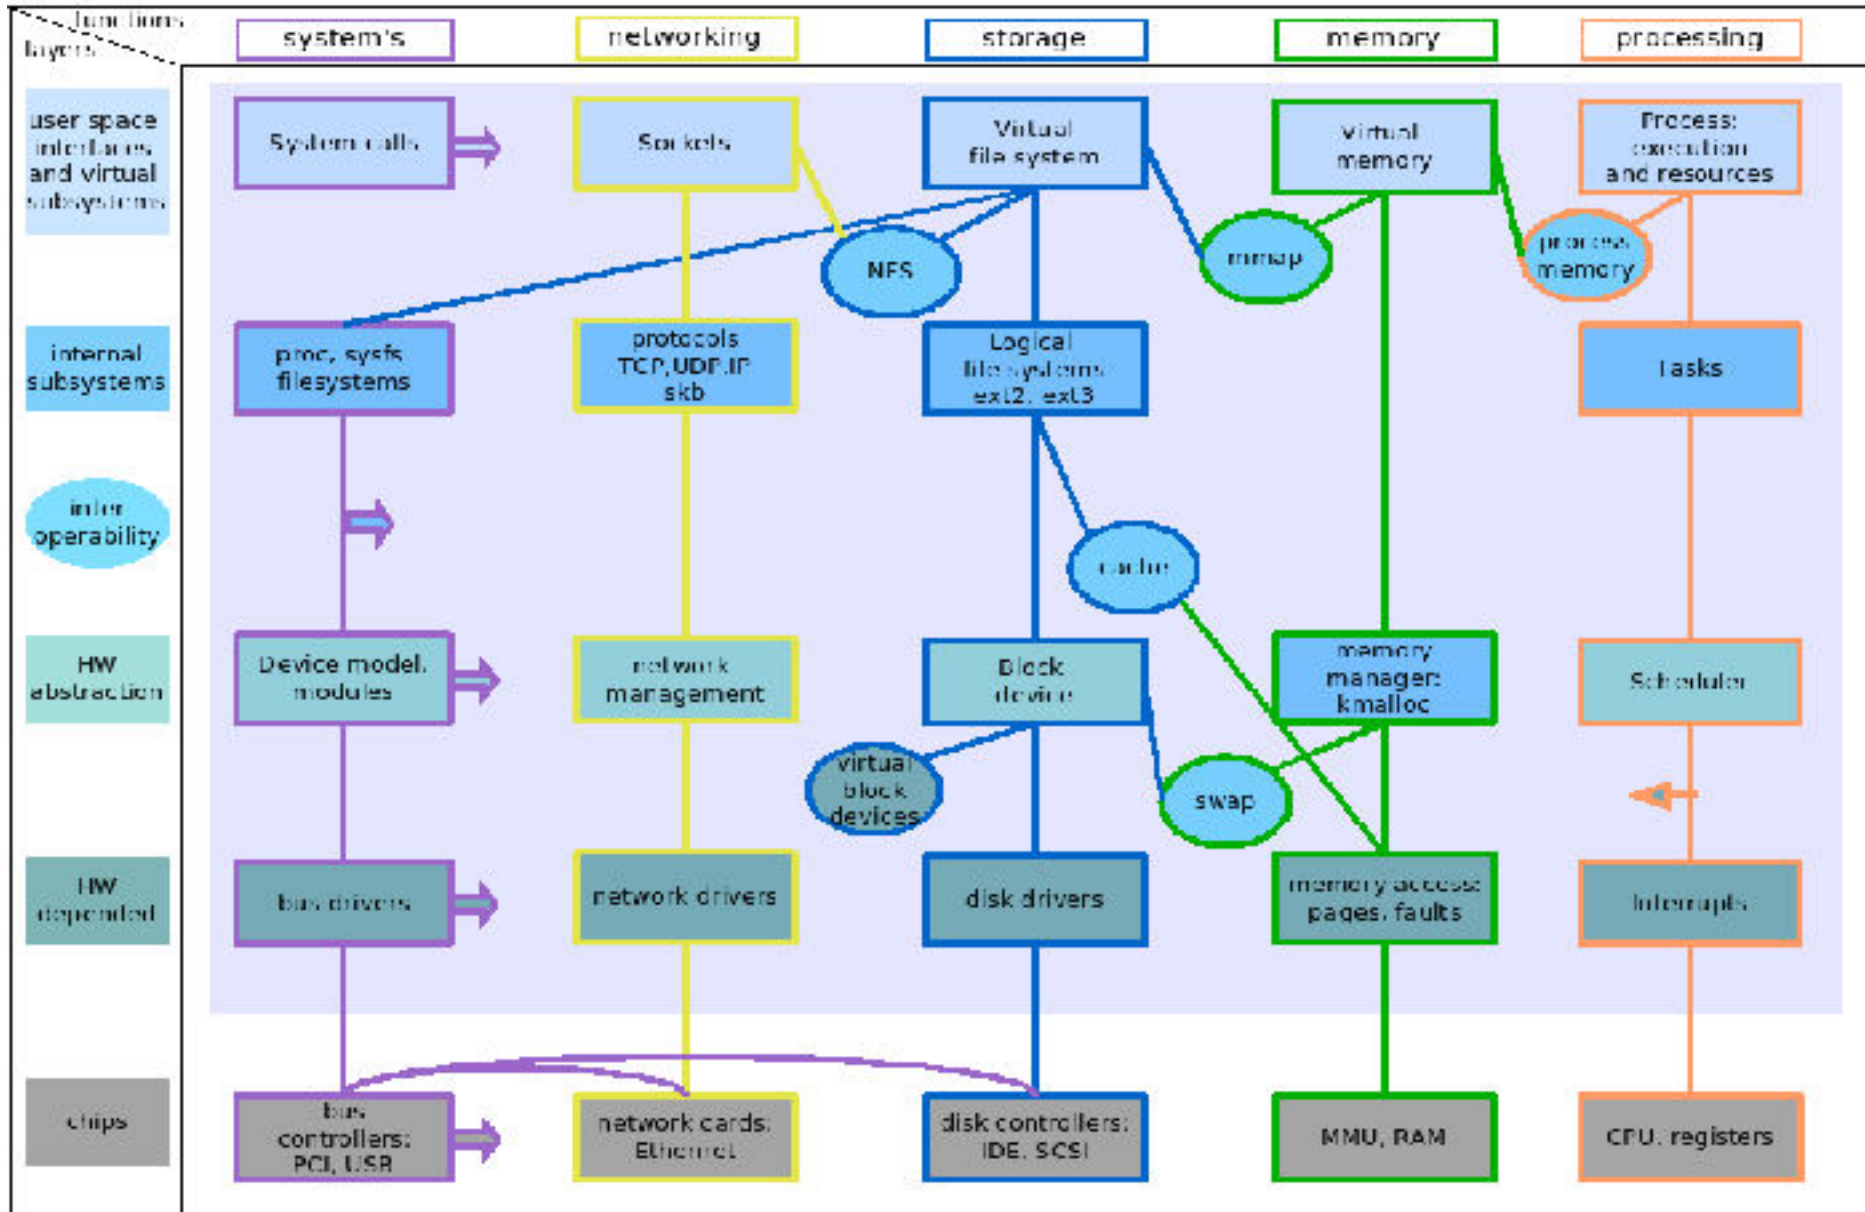 functions
layers
system's
networking
storage
memory
processing
user space
interfaces
and virtual
subsystems
System calls
Sockets
Virtual
file system
Virtual
memory
Process:
execution
and resources
NFS
mmap
process
memory
internal
subsystems
proc, sysfs
filesystems
protocols
TCP,UDP,IP
skb
Logical
file systems
ext2, ext3
Tasks
inter
operability
cache
HW
abstraction
Device model,
modules
network
management
Block
device
memory
manager:
kmalloc
Scheduler
virtual
block
devices
swap
HW
depended
bus drivers
network drivers
disk drivers
memory access:
pages, faults
Interrupts
chips
bus
controllers:
PCI, USB
network cards:
Ethernet
disk controllers:
IDE, SCSI
MMU, RAM
CPU, registers